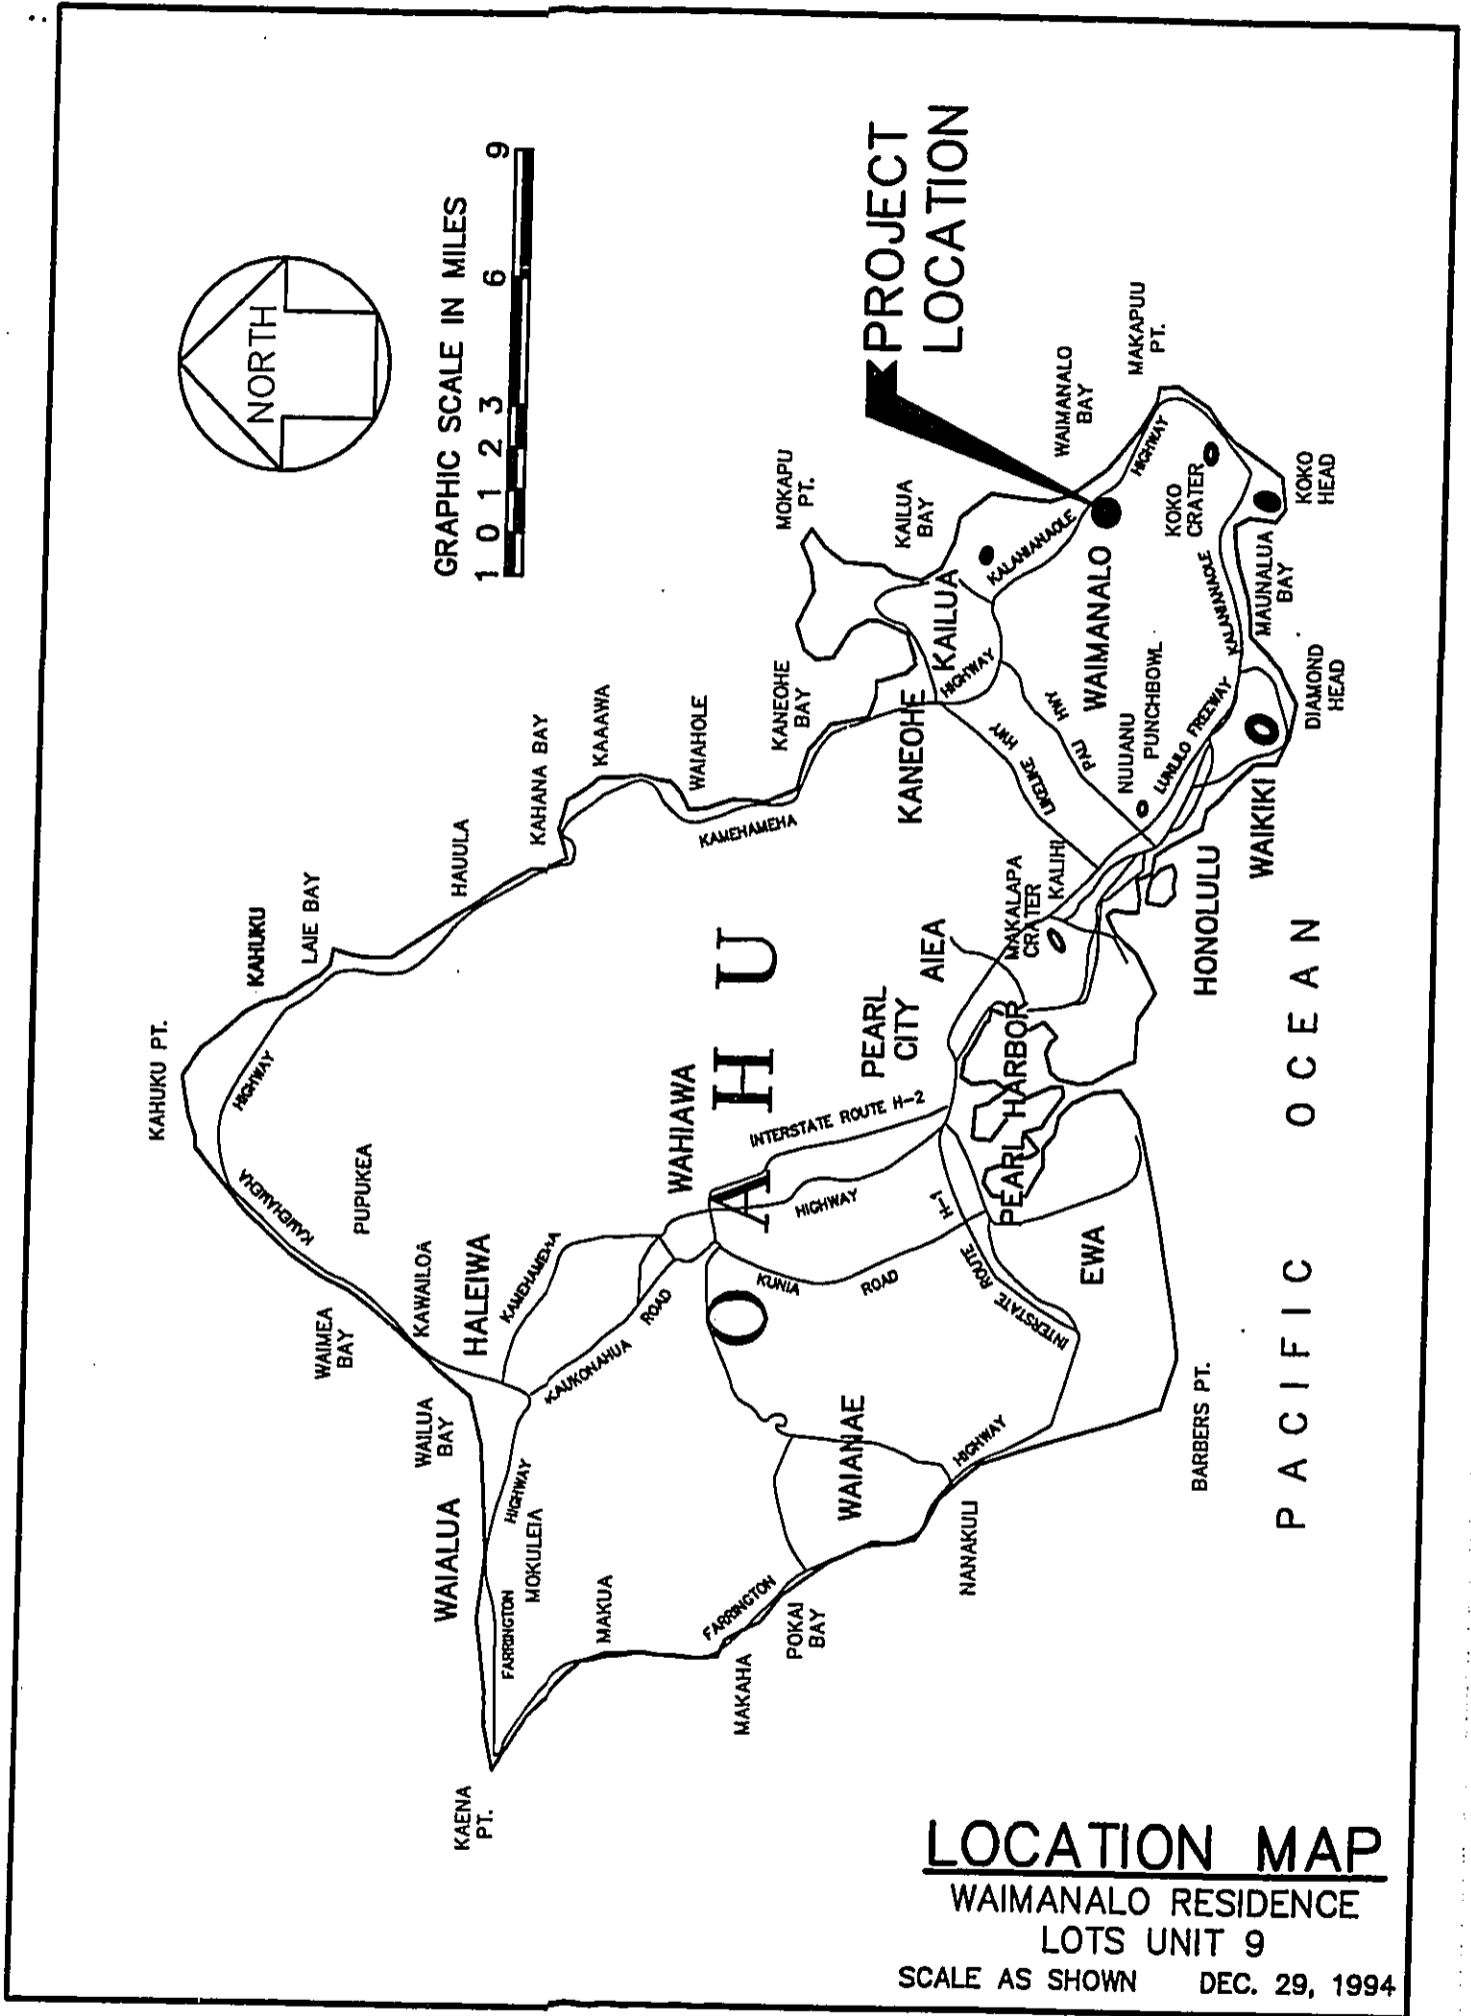 NORTH
GRAPHIC SCALE IN MILES
1 0 1 2 3 6 9
PROJECT
LOCATION
KAHUKU PT.
KAHUKU
LAIE BAY
HAUULA
KAHANA BAY
KAAAWA
WAIAHOLE
KANEOHE
BAY
MOKAPU
PT.
KAILUA
BAY
WAIMANALO
BAY
MAKAPUU
PT.
HIGHWAY
KAMEHAMEHA
PUPUKEA
WAIMEA
BAY
KAWAILOA
HALEIWA
WAILUA
BAY
WAIALUA
HIGHWAY
MOKULEIA
FARRINGTON
KAENA
PT.
MAKUA
MAKAHA
FARRINGTON
POKAI
BAY
WAIANAE
NANAKULI
HIGHWAY
KAMEHAMEHA
KAUKONAHUA
ROAD
WAHIAWA
OAHU
KAMEHAMEHA
INTERSTATE ROUTE H-2
HIGHWAY
KUNIA
ROAD
H-1
INTERSTATE ROUTE
EWA
BARBERS PT.
PEARL
CITY
PEARL HARBOR
AIEA
MAKALAPA
CRATER
KALIHI
KANEOHE
KAILUA
HIGHWAY
LIKELIKE HWY
PALI HWY
KALANIANAOLE
HIGHWAY
WAIMANALO
NUUANU
PUNCHBOWL
LUNULO FREEWAY
KALANIANAOLE
KOKO
CRATER
KOKO
HEAD
MAUNALUA
BAY
DIAMOND
HEAD
WAIKIKI
HONOLULU
PACIFIC OCEAN
LOCATION MAP
WAIMANALO RESIDENCE
LOTS UNIT 9
SCALE AS SHOWN DEC. 29, 1994